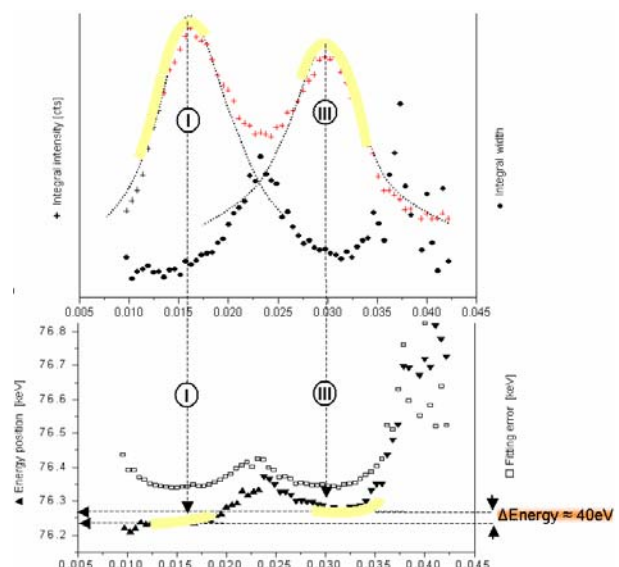 + Integral intensity [cts]
I
III
● Integral width
0.005 0.010 0.015 0.020 0.025 0.030 0.035 0.040 0.045
76.8
76.7
76.6
76.5
76.4
76.3
76.2
▲ Energy position [keV]
I
III
□ Fitting error [keV]
ΔEnergy ≈ 40eV
0.005 0.010 0.015 0.020 0.025 0.030 0.035 0.040 0.045